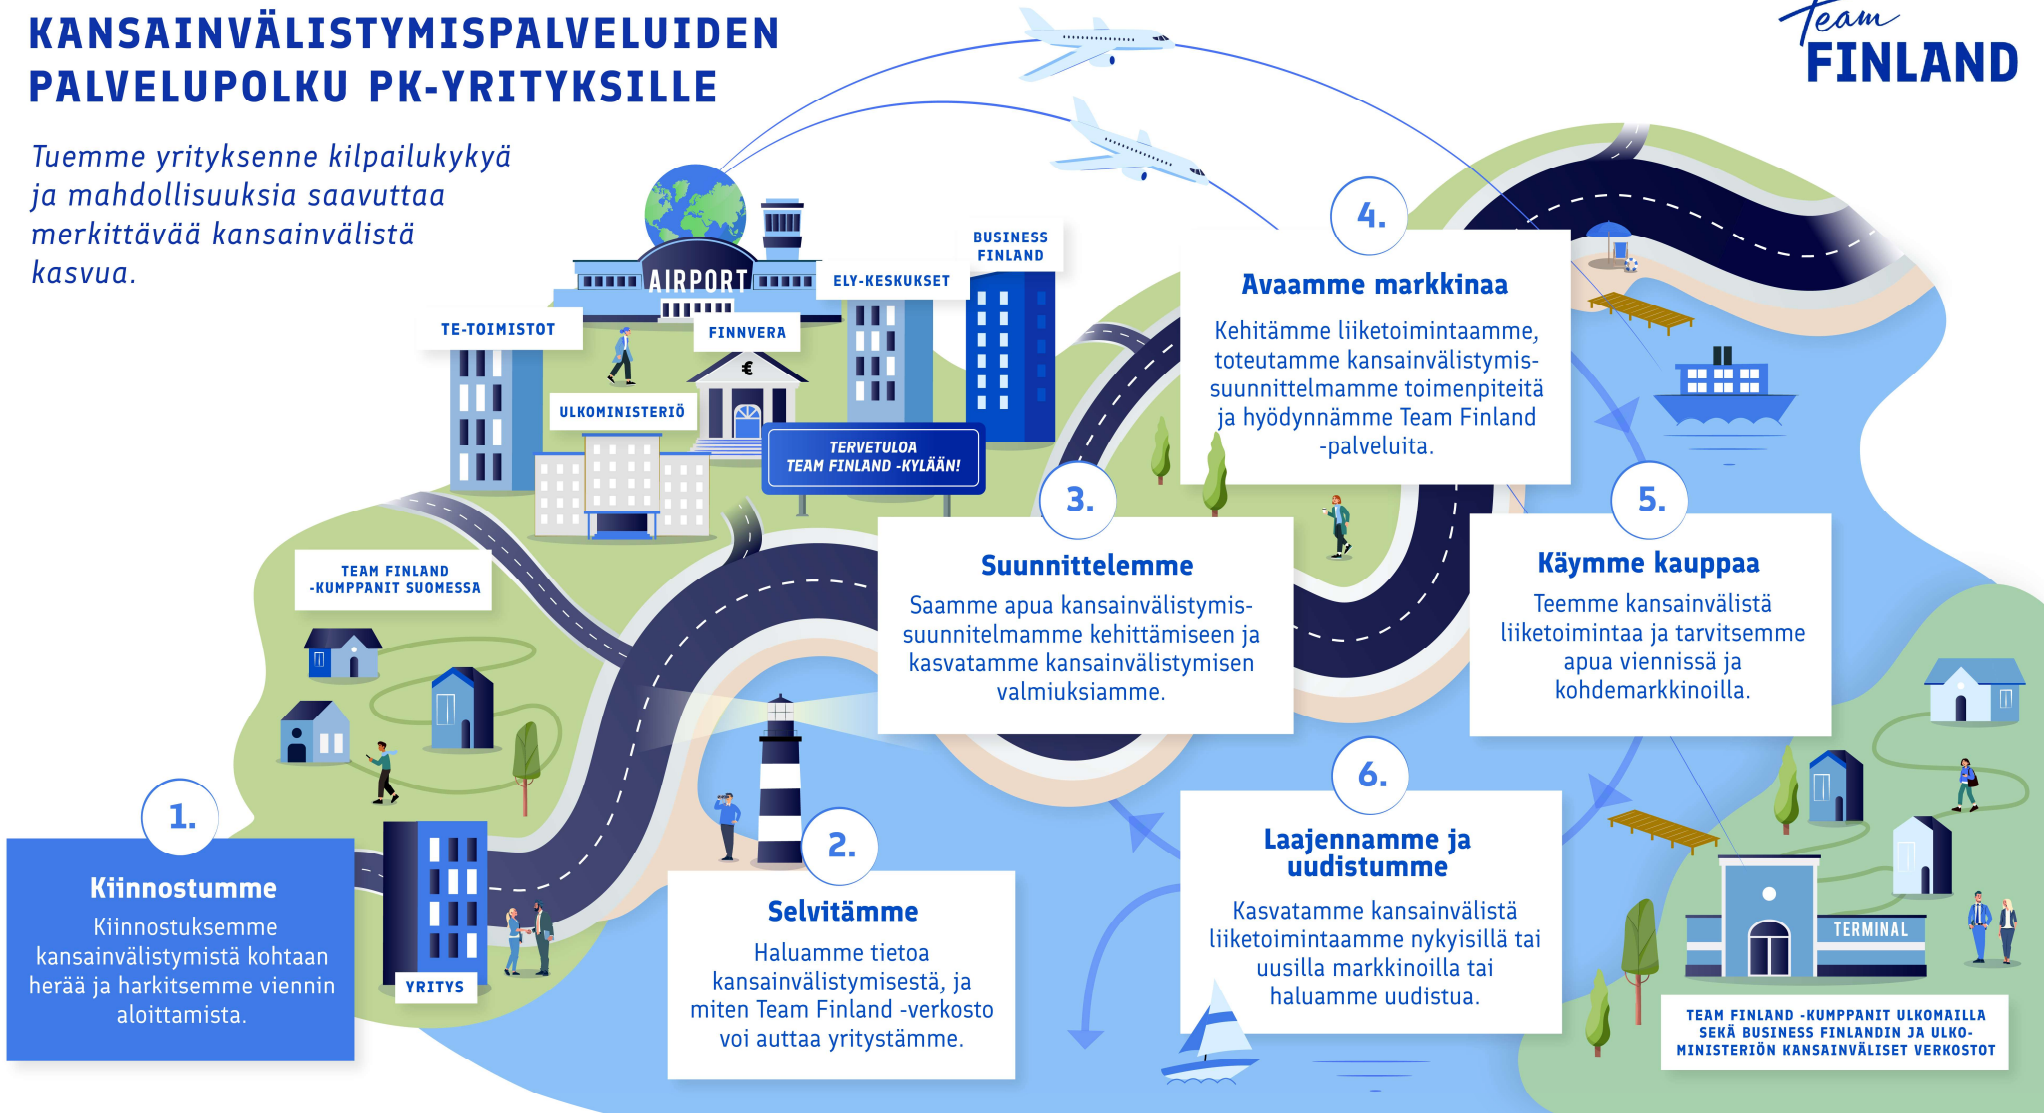 KANSAINVÄLISTYMISPALVELUIDEN
PALVELUPOLKU PK-YRITYKSILLE
Team
FINLAND
Tuemme yrityksenne kilpailukykyä
ja mahdollisuuksia saavuttaa
merkittävää kansainvälistä
kasvua.
AIRPORT
BUSINESS
FINLAND
ELY-KESKUKSET
TE-TOIMISTOT
FINNVERA
€
ULKOMINISTERIÖ
TERVETULOA
TEAM FINLAND -KYLÄÄN!
TEAM FINLAND
-KUMPPANIT SUOMESSA
YRITYS
1.
Kiinnostumme
Kiinnostuksemme
kansainvälistymistä kohtaan
herää ja harkitsemme viennin
aloittamista.
2.
Selvitämme
Haluamme tietoa
kansainvälistymisestä, ja
miten Team Finland -verkosto
voi auttaa yritystämme.
3.
Suunnittelemme
Saamme apua kansainvälistymis-
suunnitelmamme kehittämiseen ja
kasvatamme kansainvälistymisen
valmiuksiamme.
4.
Avaamme markkinaa
Kehitämme liiketoimintaamme,
toteutamme kansainvälistymis-
suunnittelmamme toimenpiteitä
ja hyödynnämme Team Finland
-palveluita.
5.
Käymme kauppaa
Teemme kansainvälistä
liiketoimintaa ja tarvitsemme
apua viennissä ja
kohdemarkkinoilla.
6.
Laajennamme ja
uudistumme
Kasvatamme kansainvälistä
liiketoimintaamme nykyisillä tai
uusilla markkinoilla tai
haluamme uudistua.
TERMINAL
TEAM FINLAND -KUMPPANIT ULKOMAILLA
SEKÄ BUSINESS FINLANDIN JA ULKO-
MINISTERIÖN KANSAINVÄLISET VERKOSTOT